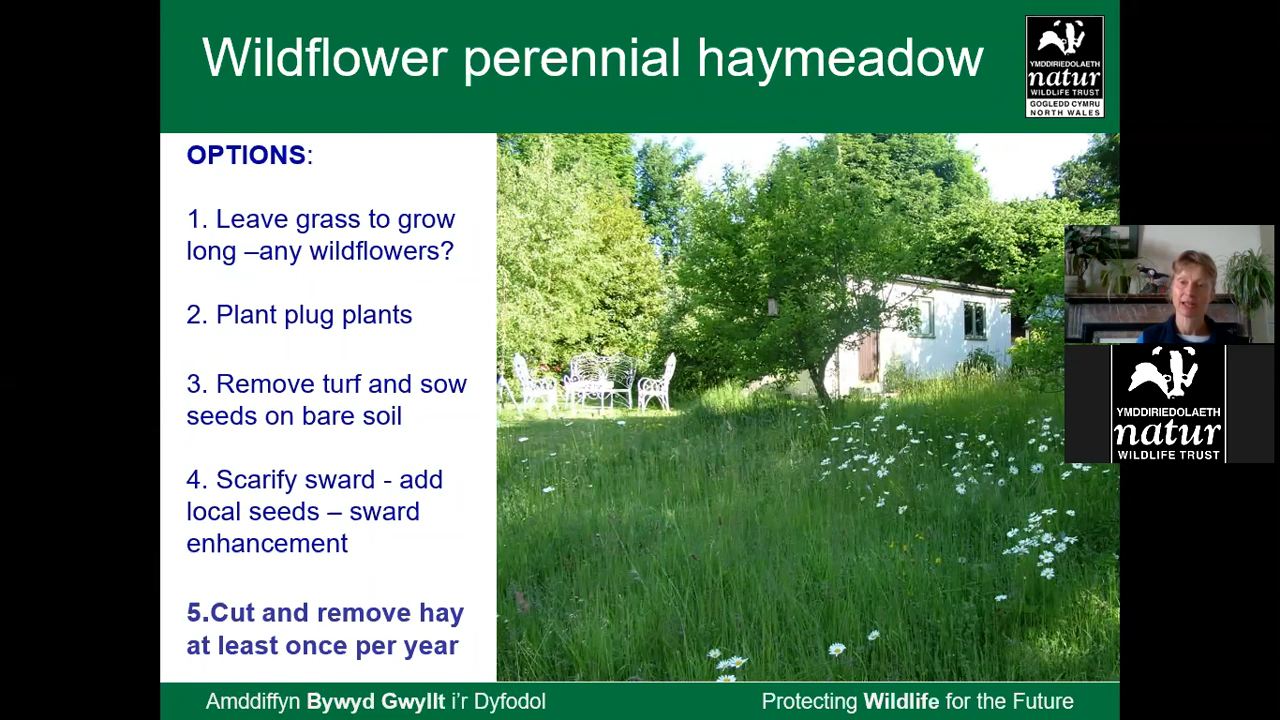 Wildflower perennial haymeadow
YMDDIRIEDOLAETH
natur
WILDLIFE TRUST
GOGLEDD CYMRU
NORTH WALES
OPTIONS:
1. Leave grass to grow
long –any wildflowers?
2. Plant plug plants
3. Remove turf and sow
seeds on bare soil
4. Scarify sward - add
local seeds – sward
enhancement
5.Cut and remove hay
at least once per year
YMDDIRIEDOLAETH
natur
WILDLIFE TRUST
Amddiffyn Bywyd Gwyllt i'r Dyfodol
Protecting Wildlife for the Future